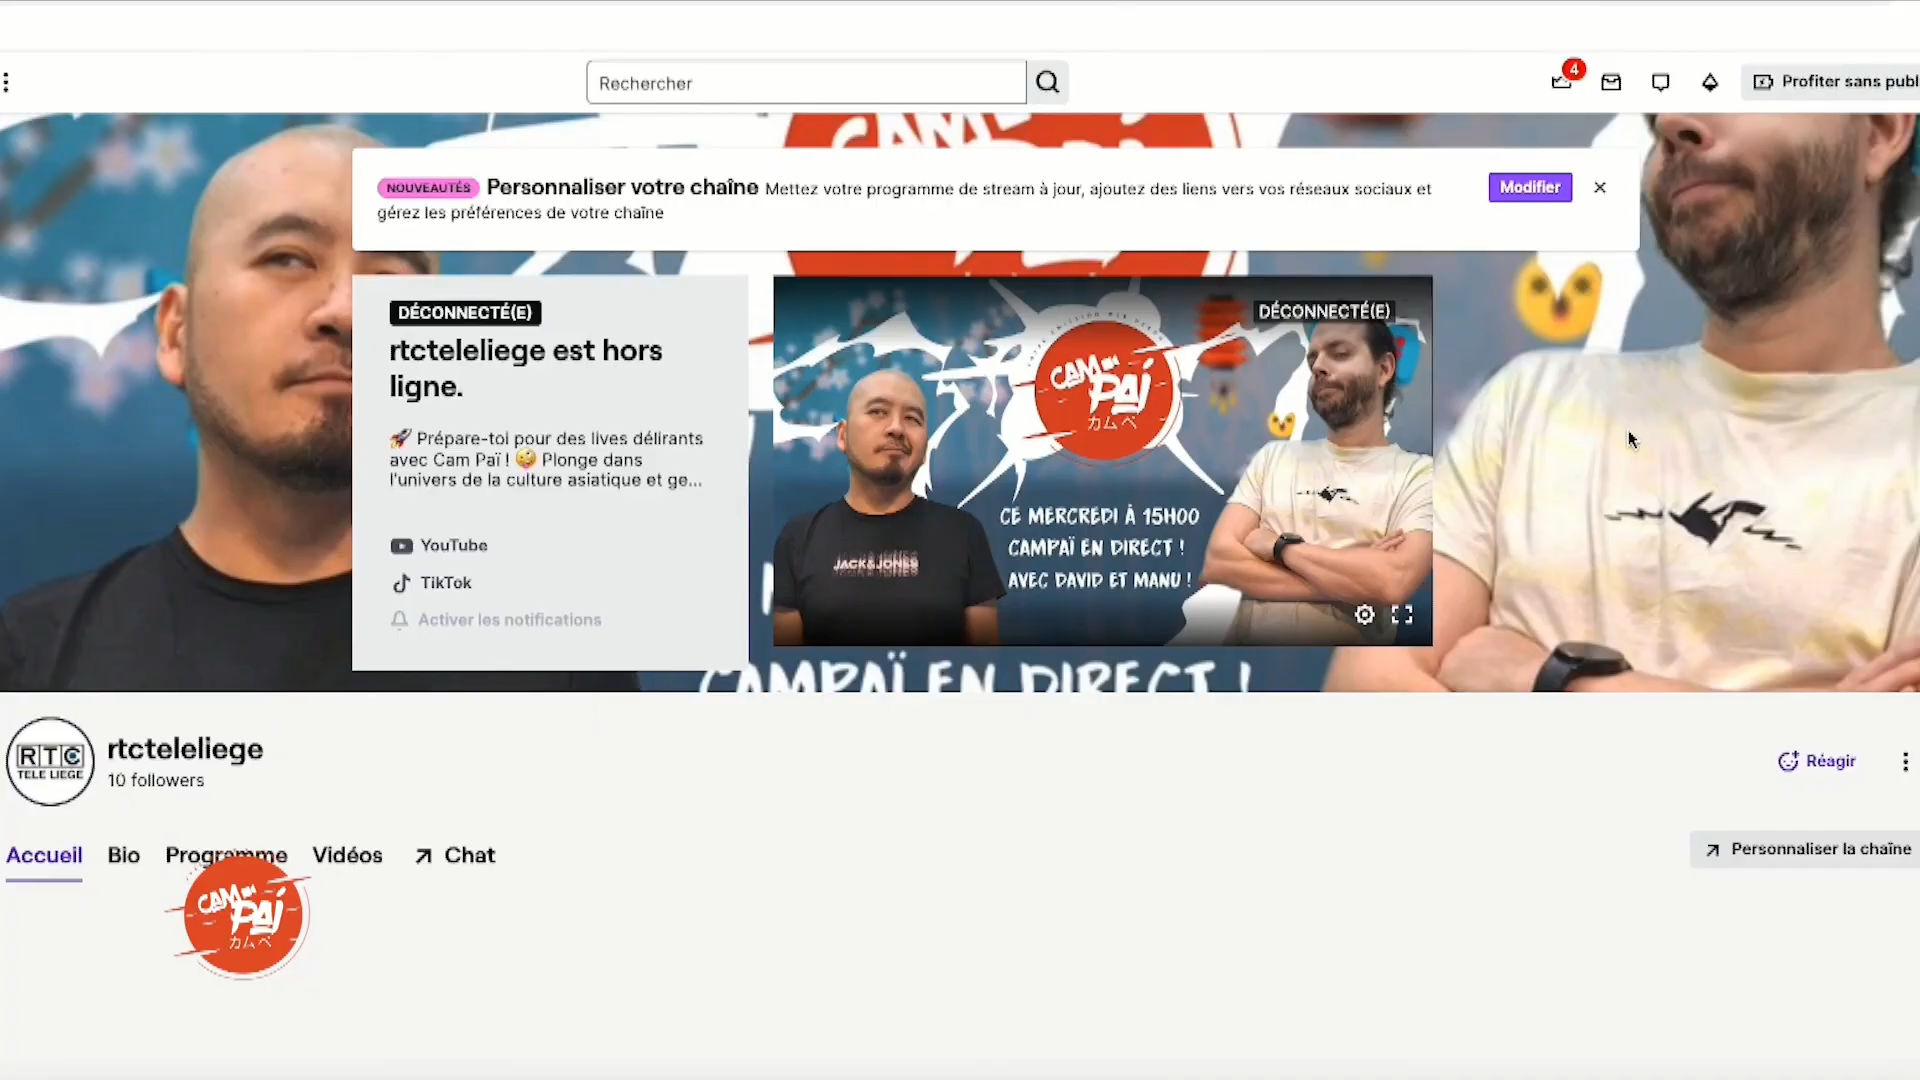 Rechercher
4
Profiter sans publ
NOUVEAUTÉS Personnaliser votre chaîne Mettez votre programme de stream à jour, ajoutez des liens vers vos réseaux sociaux et
gérez les préférences de votre chaîne
Modifier
DÉCONNECTÉ(E)
rtcteleliege est hors
ligne.
🚀 Prépare-toi pour des lives délirants
avec Cam Paï ! 🤪 Plonge dans
l'univers de la culture asiatique et ge...
YouTube
TikTok
Activer les notifications
DÉCONNECTÉ(E)
CAM
PAÏ
カムペ
CE MERCREDI À 15H00
CAMPAÏ EN DIRECT !
AVEC DAVID ET MANU !
JACK&JONES
CAMPAÏ EN DIRECT !
RTC
TELE LIEGE
rtcteleliege
10 followers
Réagir
Accueil
Bio
Programme
Vidéos
Chat
Personnaliser la chaîne
CAM
PAÏ
カムペ